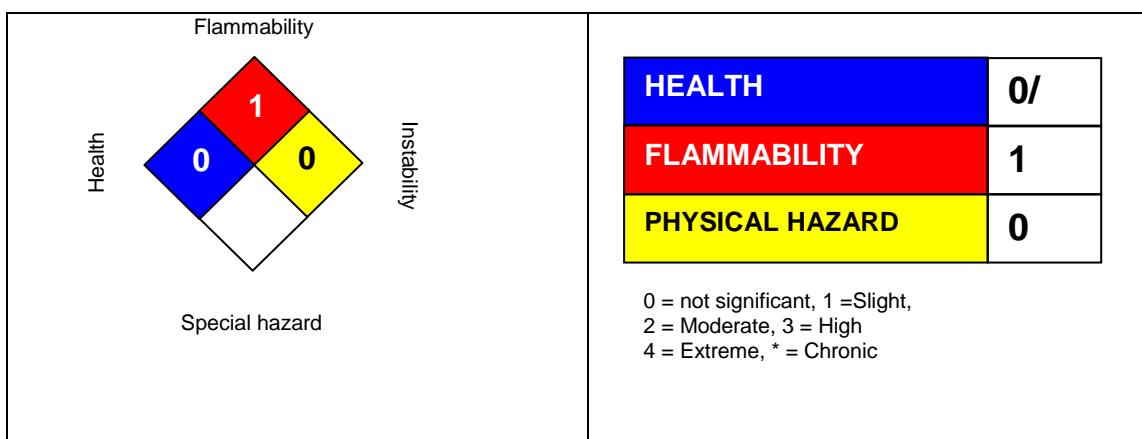 Flammability
1
Health
0
0
Instability
Special hazard
HEALTH 0/
FLAMMABILITY 1
PHYSICAL HAZARD 0
0 = not significant, 1 =Slight,
2 = Moderate, 3 = High
4 = Extreme, * = Chronic